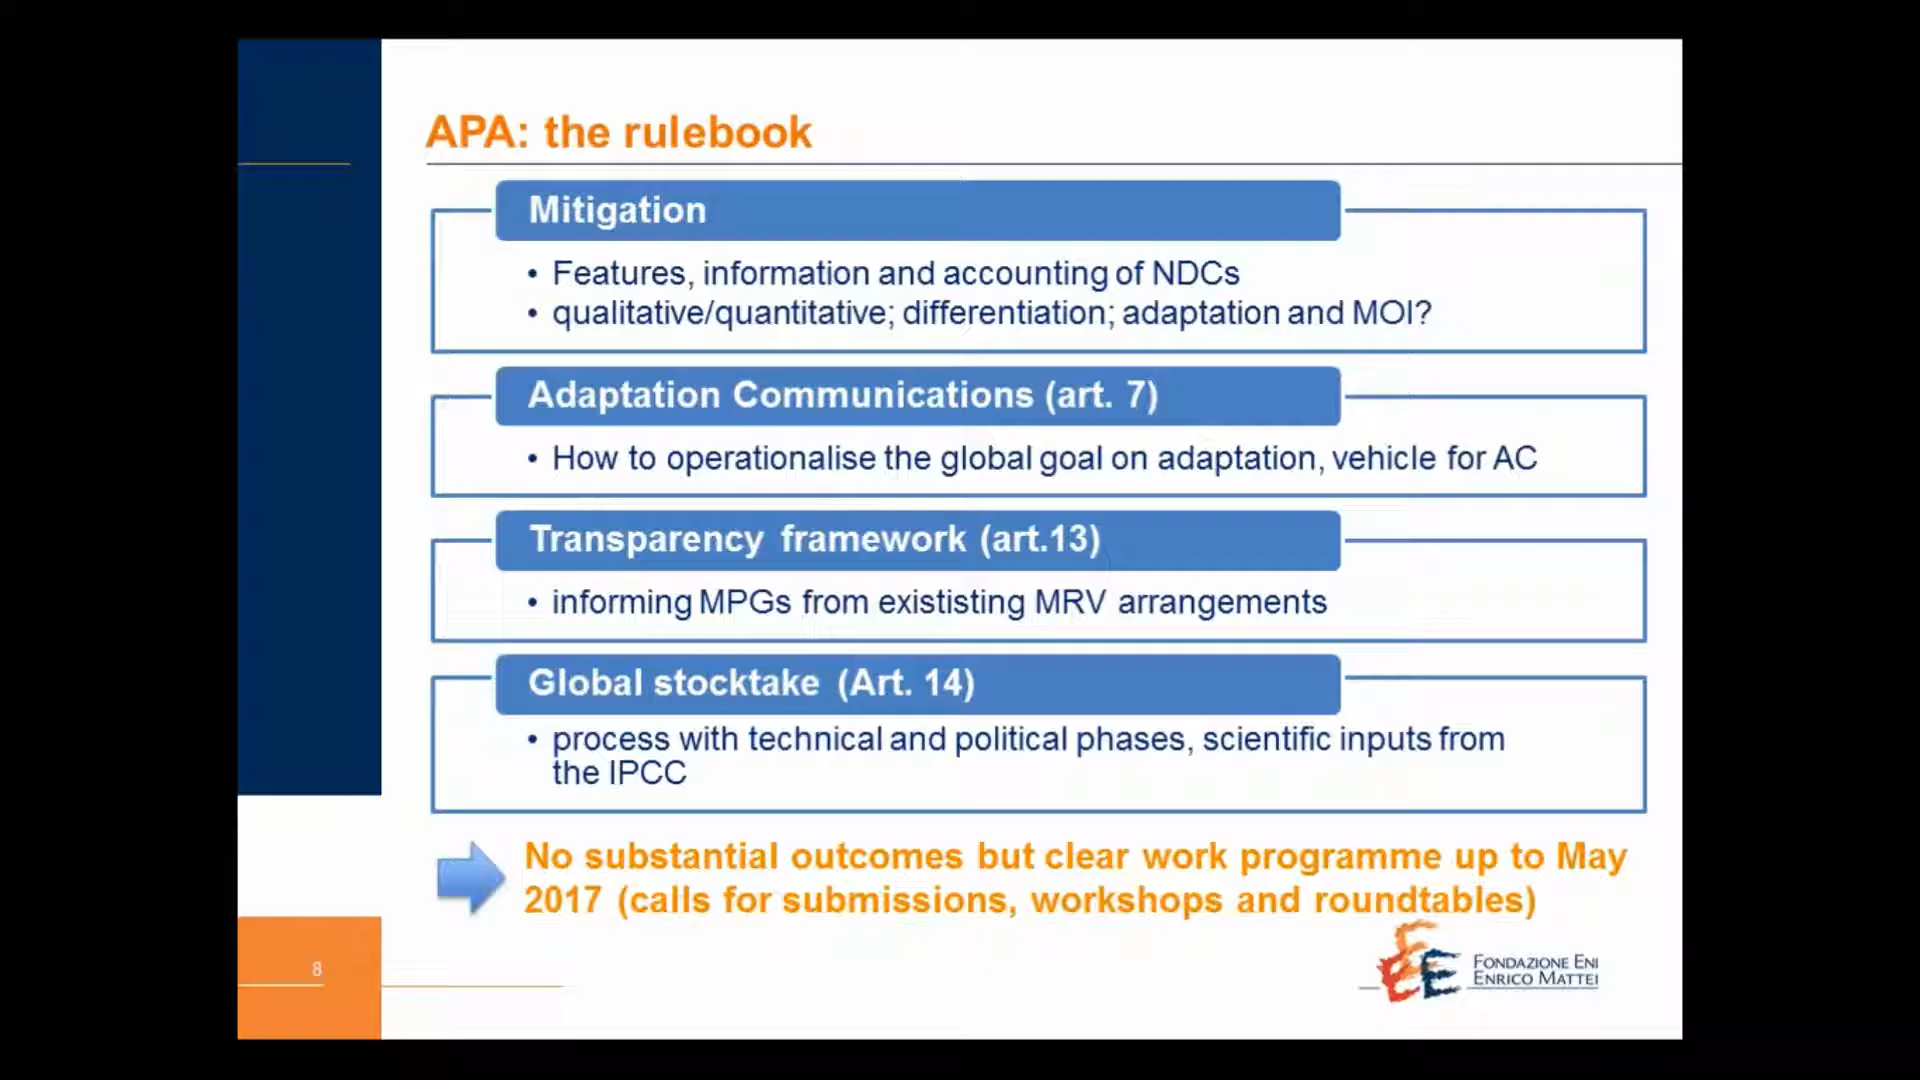 APA: the rulebook
Mitigation
• Features, information and accounting of NDCs
• qualitative/quantitative; differentiation; adaptation and MOI?
Adaptation Communications (art. 7)
• How to operationalise the global goal on adaptation, vehicle for AC
Transparency framework (art.13)
• informing MPGs from exististing MRV arrangements
Global stocktake (Art. 14)
• process with technical and political phases, scientific inputs from
the IPCC
No substantial outcomes but clear work programme up to May
2017 (calls for submissions, workshops and roundtables)
8
FONDAZIONE ENI
ENRICO MATTEI